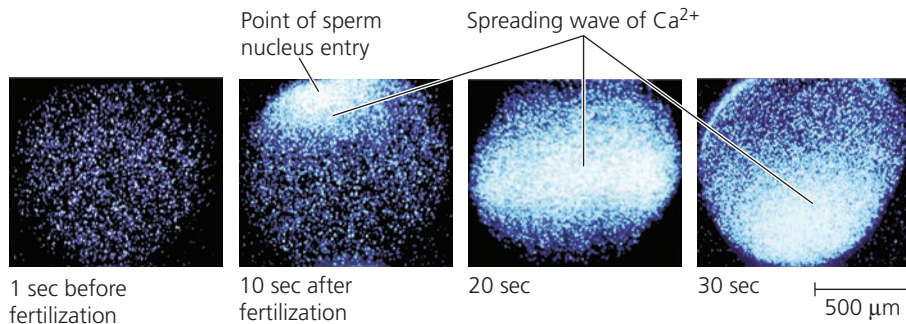 Point of sperm
nucleus entry
Spreading wave of Ca²⁺
1 sec before
fertilization
10 sec after
fertilization
20 sec
30 sec
500 μm